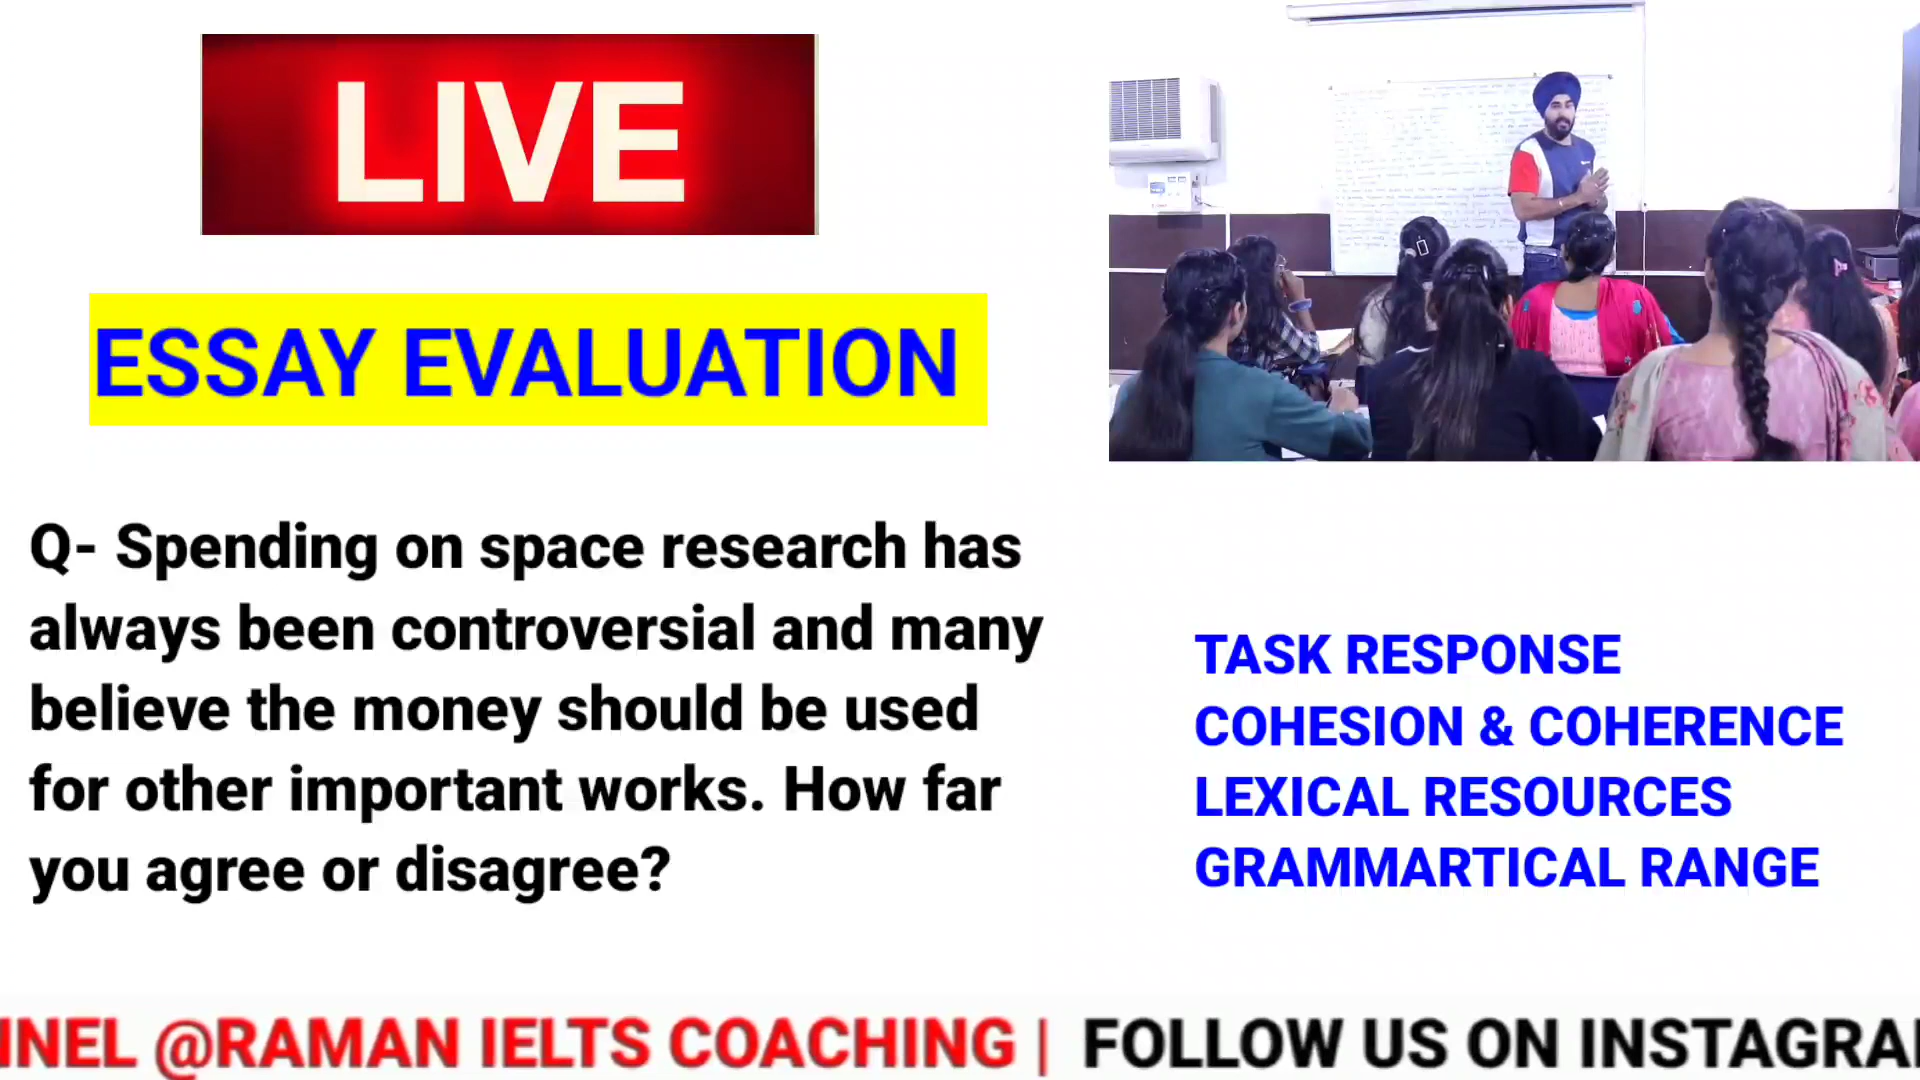 LIVE
ESSAY EVALUATION
Q- Spending on space research has
always been controversial and many
believe the money should be used
for other important works. How far
you agree or disagree?
TASK RESPONSE
COHESION & COHERENCE
LEXICAL RESOURCES
GRAMMARTICAL RANGE
@RAMAN IELTS COACHING | FOLLOW US ON